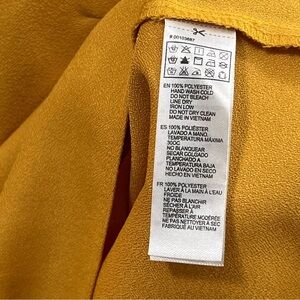 # 00103687
EN 100% POLYESTER
HAND WASH COLD
DO NOT BLEACH
LINE DRY
IRON LOW
DO NOT DRY CLEAN
MADE IN VIETNAM
ES 100% POLIÉSTER
LAVADO A MANO,
TEMPERATURA MÁXIMA
30ºC
NO BLANQUEAR
SECAR COLGADO
PLANCHADO A
TEMPERATURA BAJA
NO LAVADO EN SECO
HECHO EN VIETNAM
FR 100% POLYESTER
LAVER À LA MAIN À L'EAU
FROIDE
NE PAS BLANCHIR
SÉCHER À L'AIR LIBRE
REPASSER À
TEMPÉRATURE MODÉRÉE
NE PAS NETTOYER À SEC
FABRIQUÉ AU VIETNAM